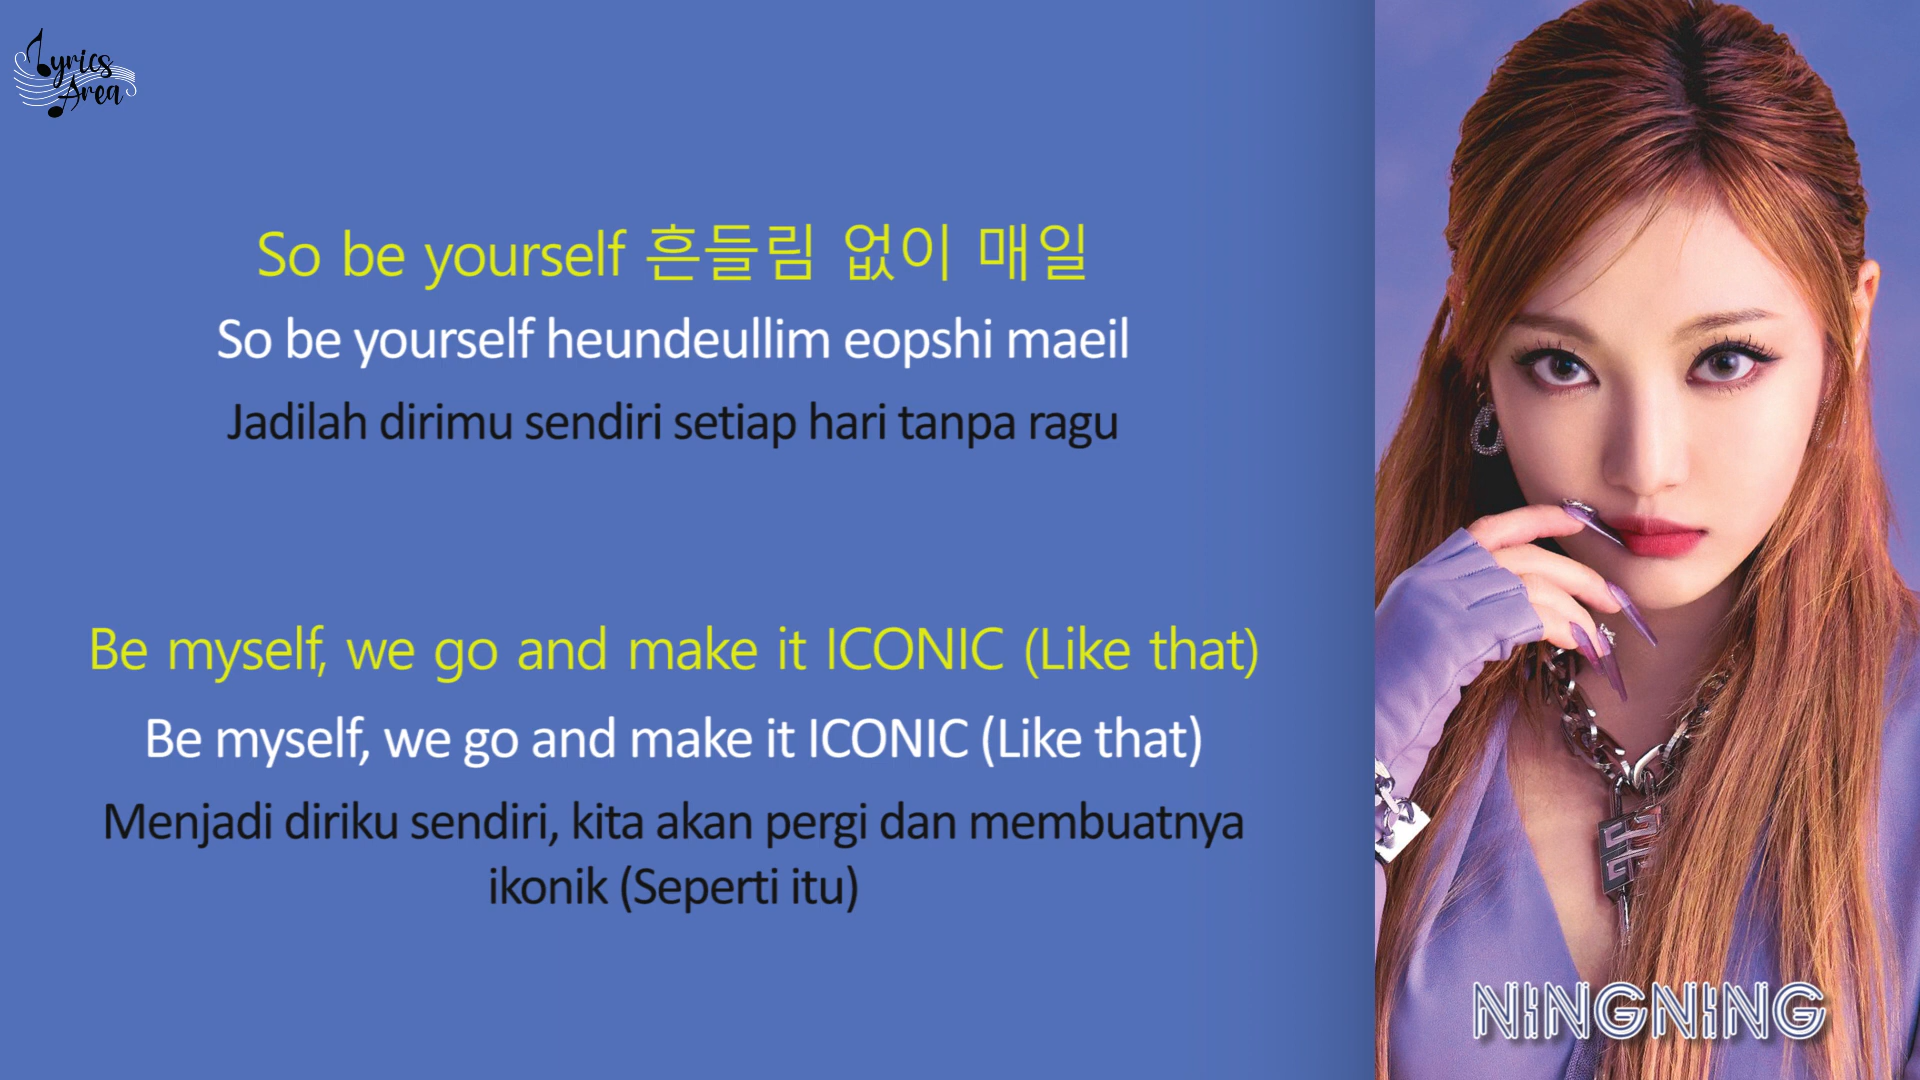 Lyrics
Area
So be yourself 흔들림 없이 매일
So be yourself heundeullim eopshi maeil
Jadilah dirimu sendiri setiap hari tanpa ragu
Be myself, we go and make it ICONIC (Like that)
Be myself, we go and make it ICONIC (Like that)
Menjadi diriku sendiri, kita akan pergi dan membuatnya
ikonik (Seperti itu)
NINGNING